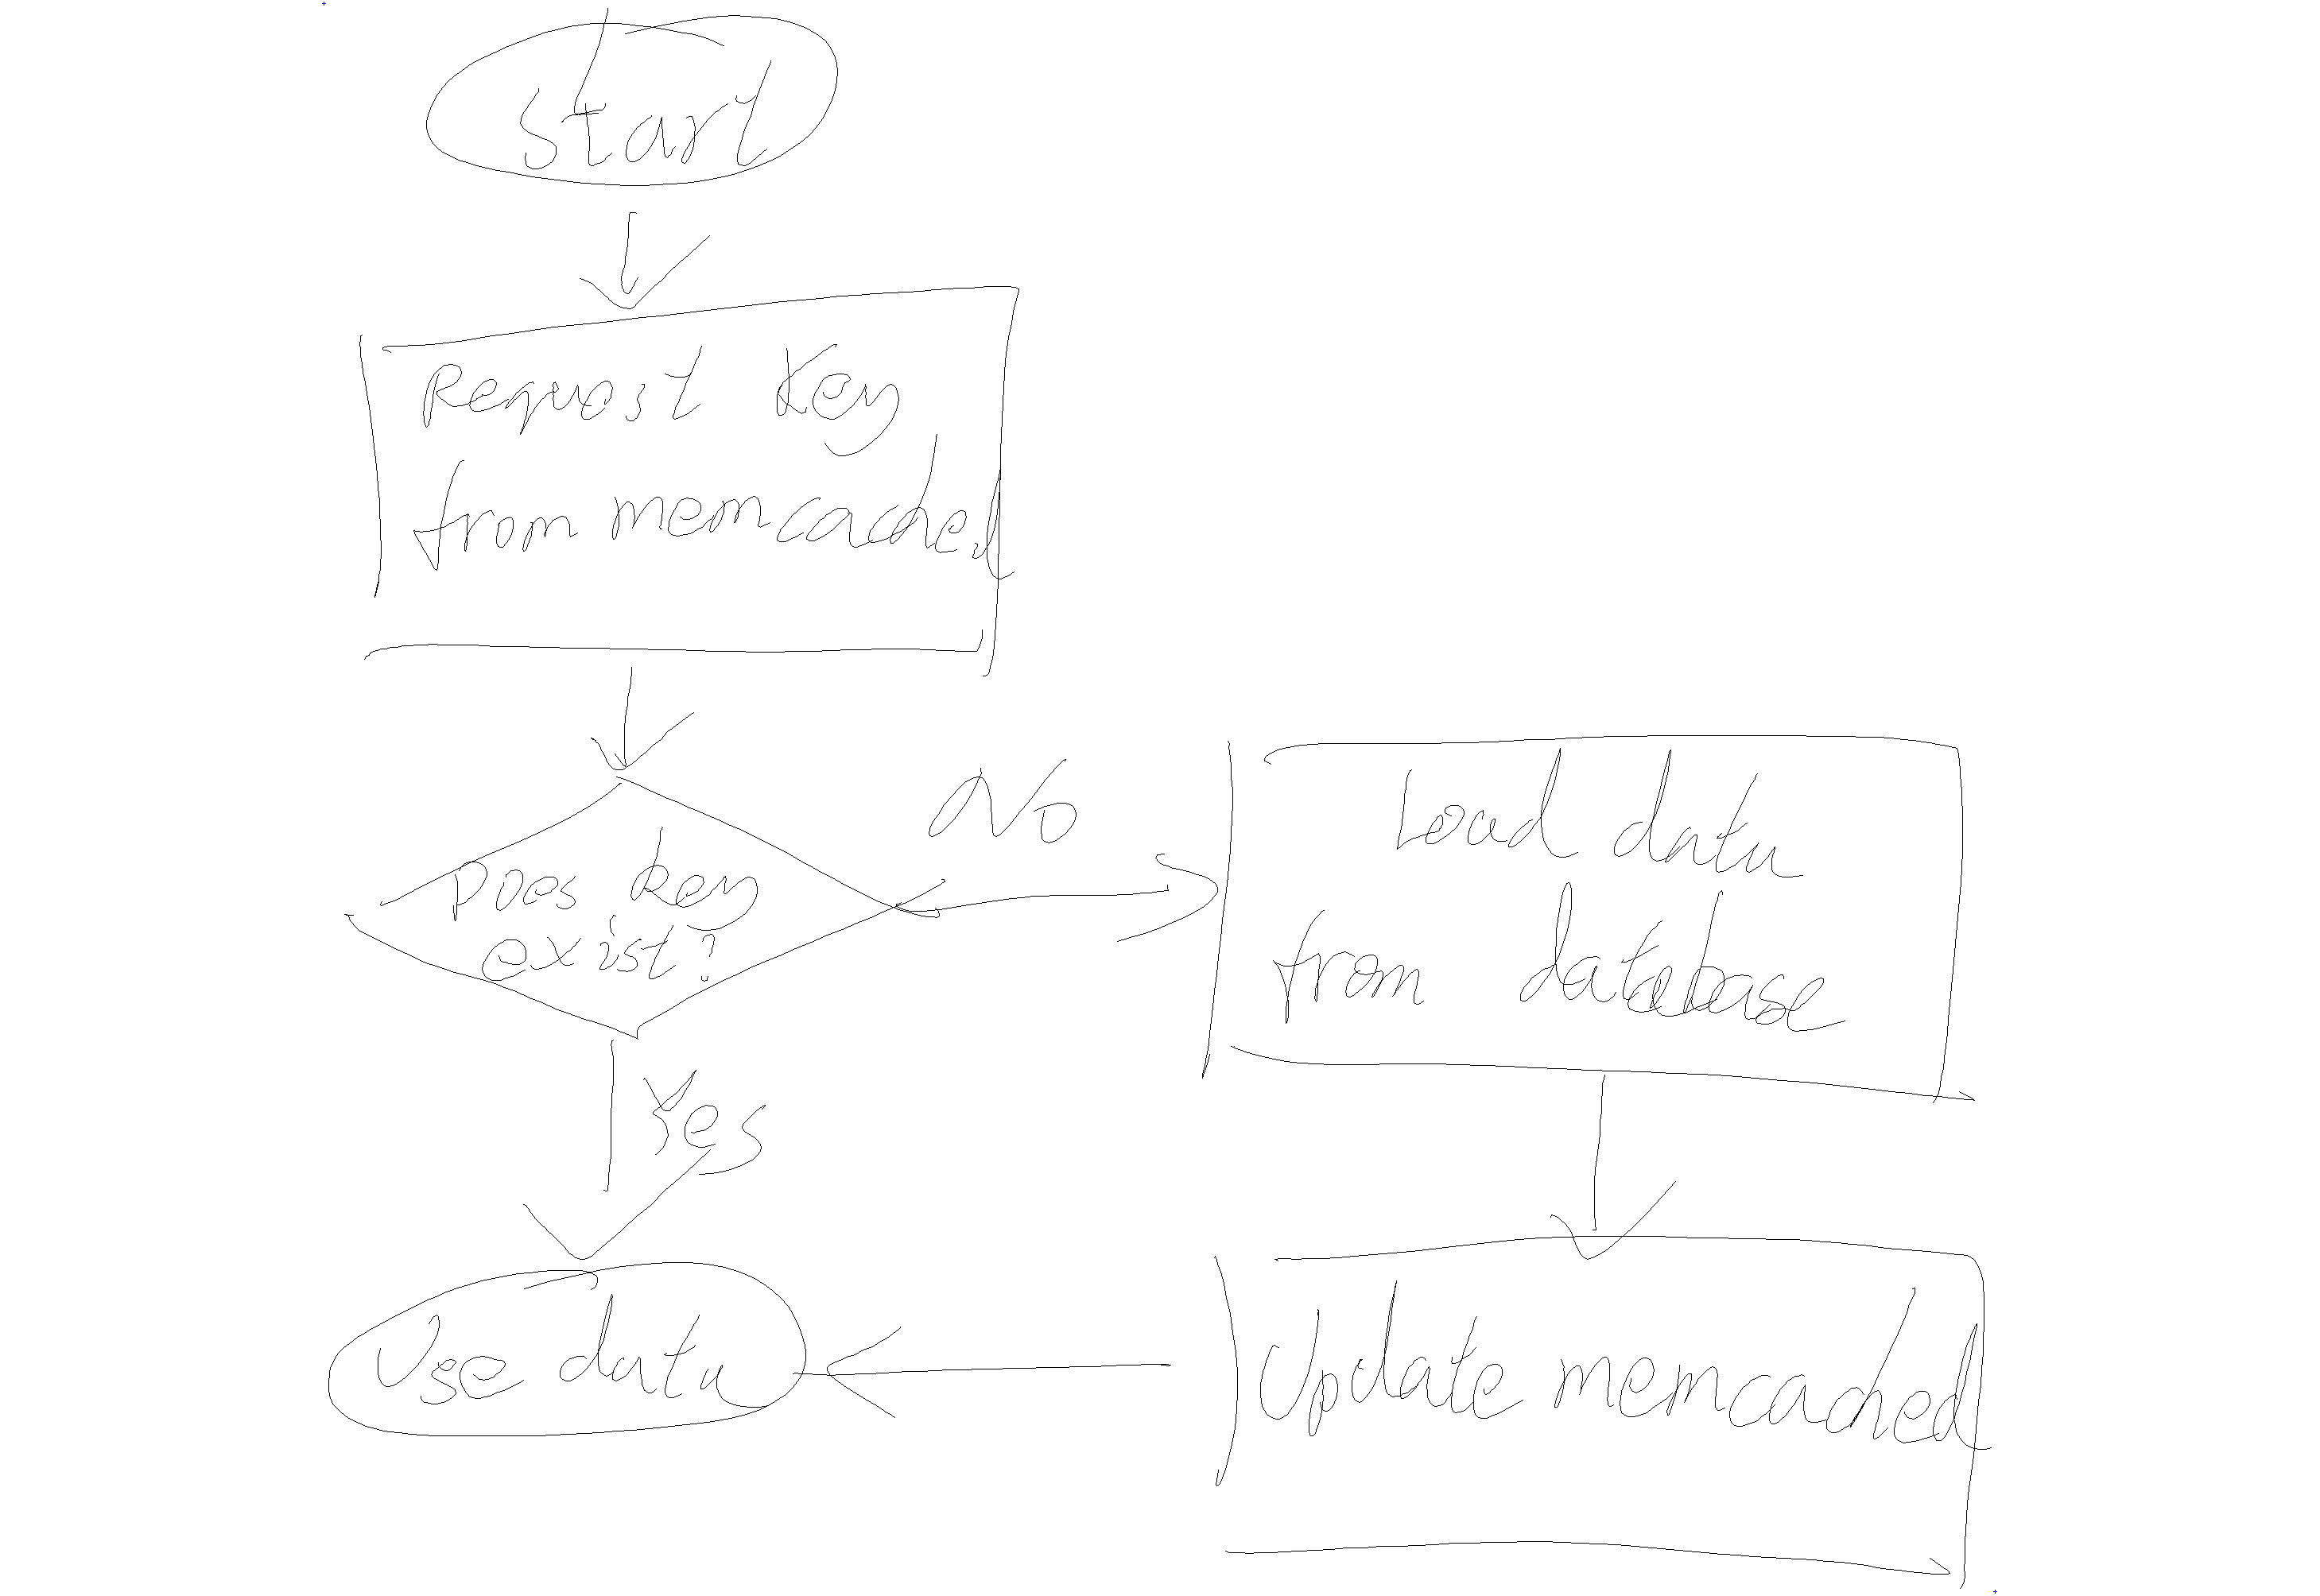 Start
Request Key
from memcached
No
Does key
exist?
Load data
from database
Yes
Use data
Update memcached